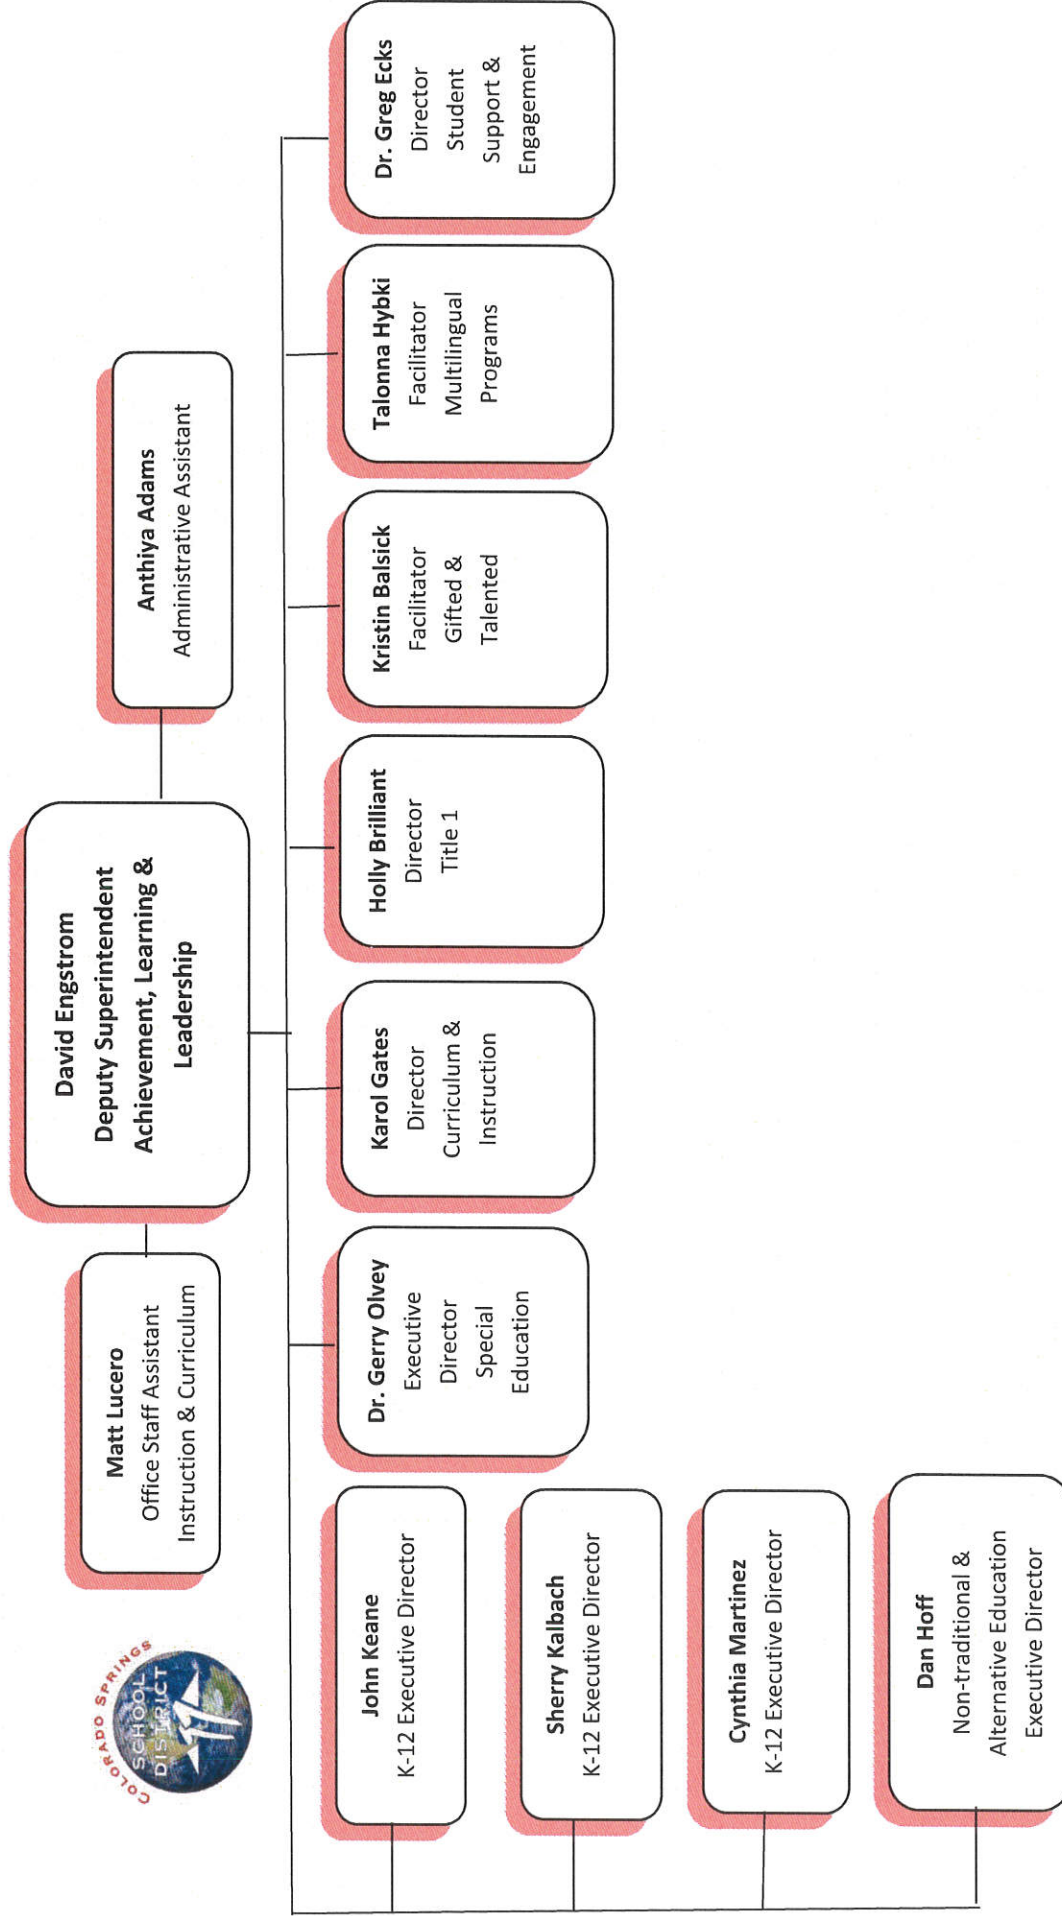 COLORADO SPRINGS
SCHOOL
DISTRICT
11
Matt Lucero
Office Staff Assistant
Instruction & Curriculum
David Engstrom
Deputy Superintendent
Achievement, Learning &
Leadership
Anthiya Adams
Administrative Assistant
John Keane
K-12 Executive Director
Sherry Kalbach
K-12 Executive Director
Cynthia Martinez
K-12 Executive Director
Dan Hoff
Non-traditional &
Alternative Education
Executive Director
Dr. Gerry Olvey
Executive
Director
Special
Education
Karol Gates
Director
Curriculum &
Instruction
Holly Brilliant
Director
Title 1
Kristin Balsick
Facilitator
Gifted &
Talented
Talonna Hybki
Facilitator
Multilingual
Programs
Dr. Greg Ecks
Director
Student
Support &
Engagement